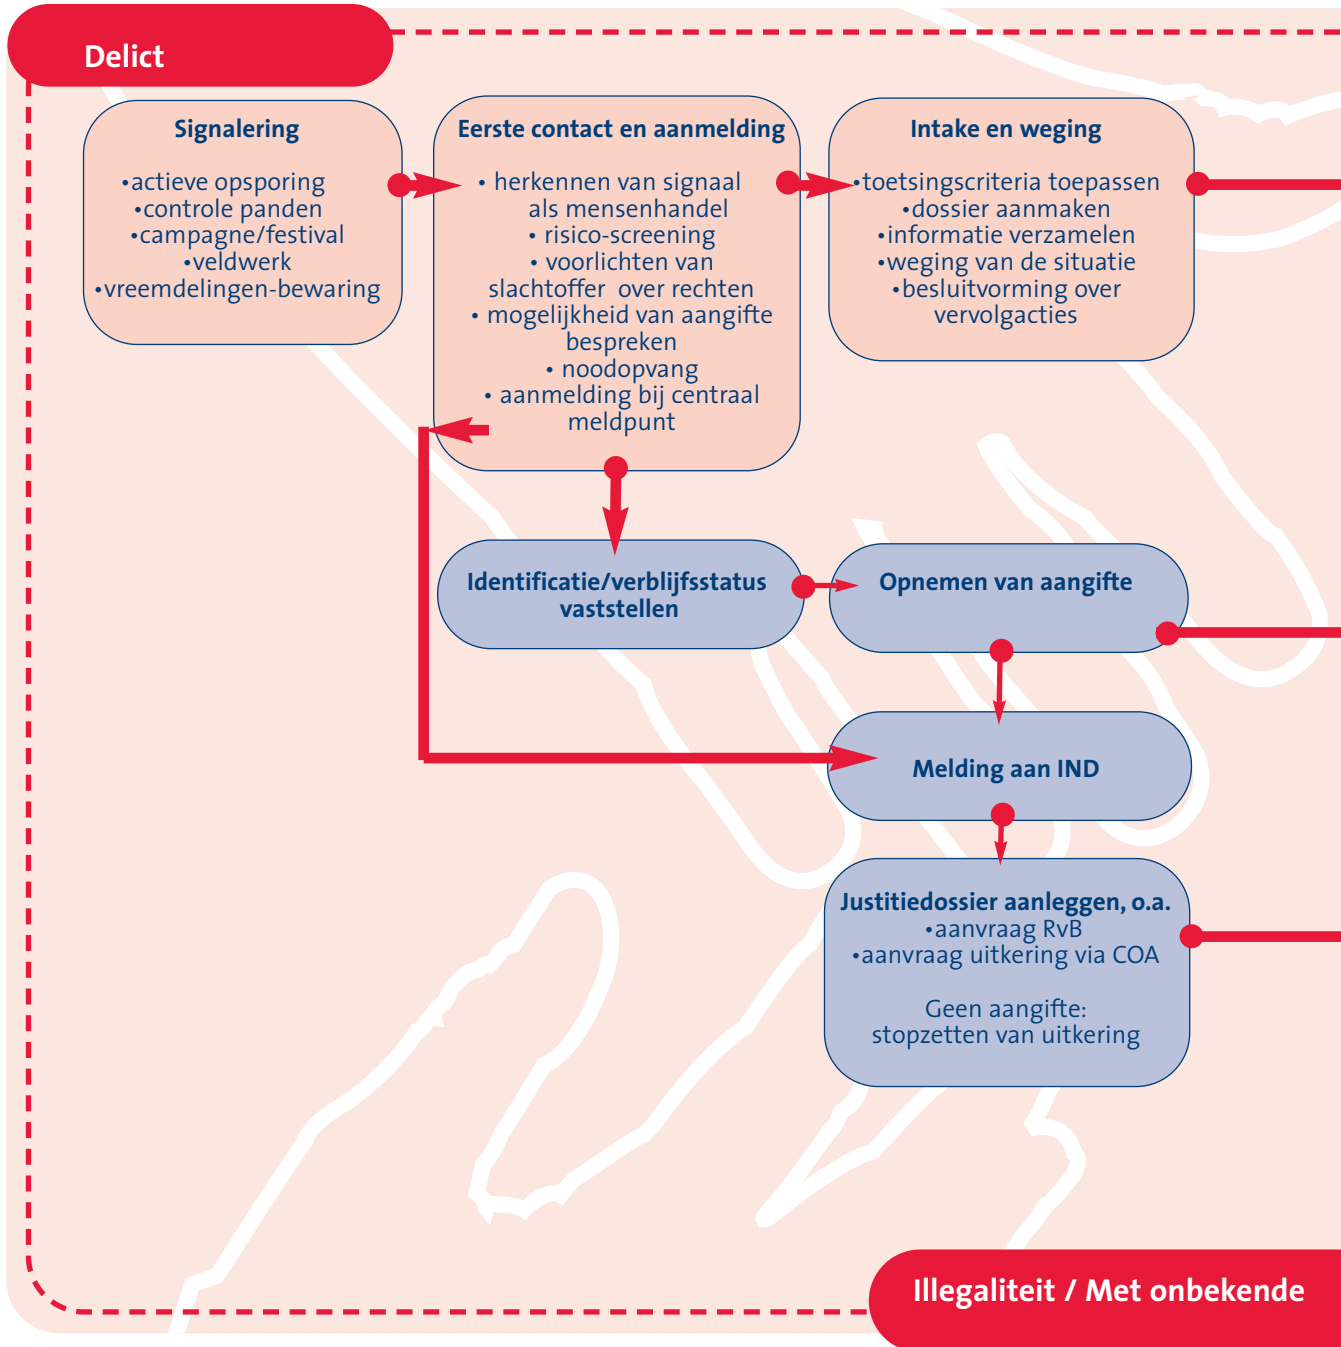 Delict
Signalering
•actieve opsporing
•controle panden
•campagne/festival
•veldwerk
•vreemdelingen-bewaring
Eerste contact en aanmelding
• herkennen van signaal
als mensenhandel
• risico-screening
• voorlichten van
slachtoffer over rechten
• mogelijkheid van aangifte
bespreken
• noodopvang
• aanmelding bij centraal
meldpunt
Intake en weging
•toetsingscriteria toepassen
•dossier aanmaken
•informatie verzamelen
•weging van de situatie
•besluitvorming over
vervolgacties
Identificatie/verblijfsstatus
vaststellen
Opnemen van aangifte
Melding aan IND
Justitiedossier aanleggen, o.a.
•aanvraag RvB
•aanvraag uitkering via COA
Geen aangifte:
stopzetten van uitkering
Illegaliteit / Met onbekende